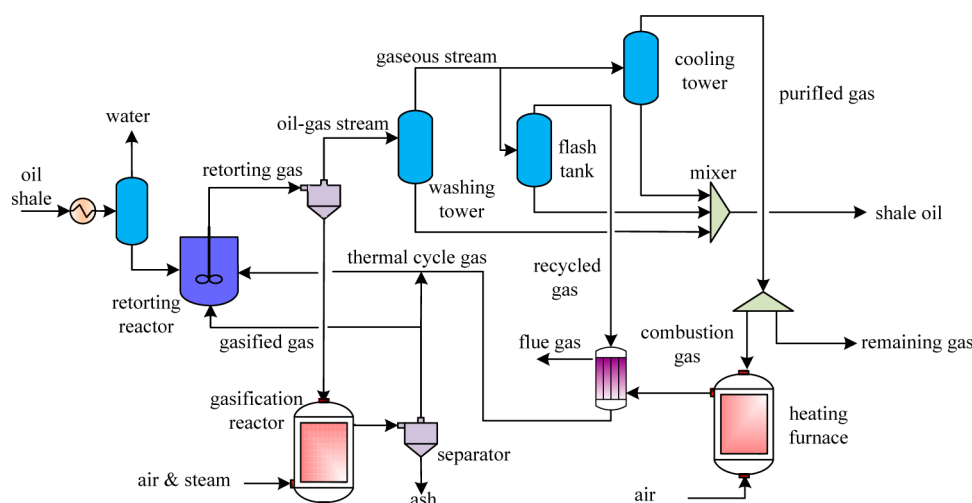 gaseous stream
cooling
tower
purified gas
water
oil-gas stream
flash
tank
mixer
oil
shale
retorting gas
washing
tower
shale oil
thermal cycle gas
recycled
gas
retorting
reactor
gasified gas
flue gas
combustion
gas
remaining gas
gasification
reactor
heating
furnace
separator
air & steam
ash
air